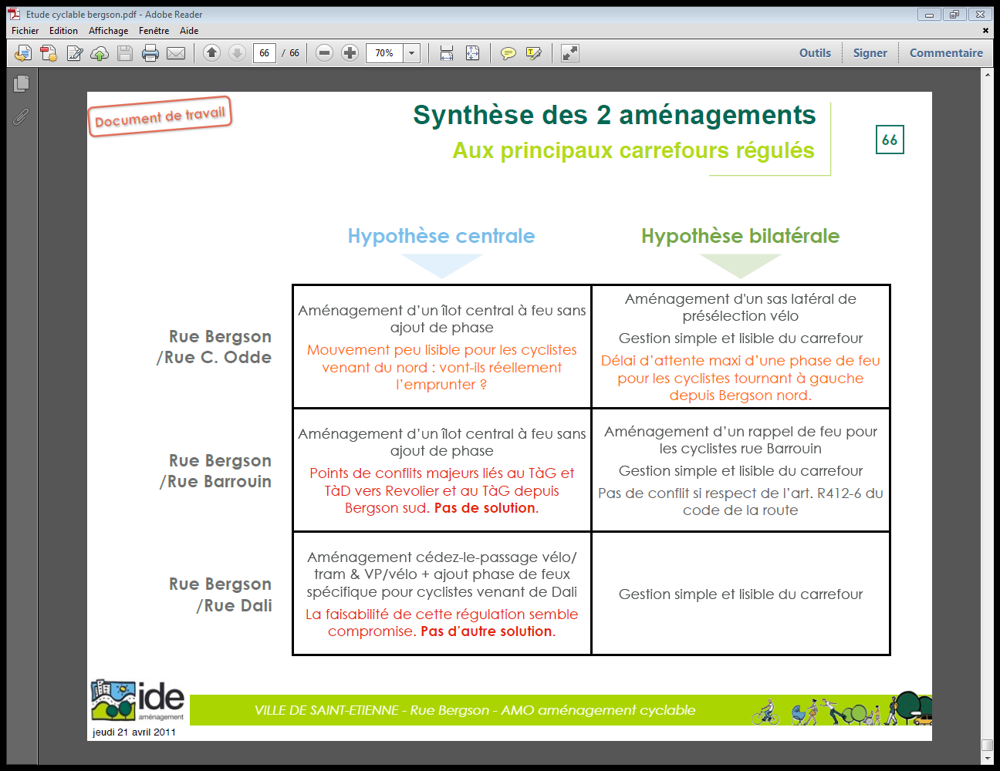 Etude cyclable bergson.pdf - Adobe Reader
Fichier Edition Affichage Fenêtre Aide
66 / 66 70% Outils Signer Commentaire
Document de travail
Synthèse des 2 aménagements
Aux principaux carrefours régulés
66
Hypothèse centrale
Hypothèse bilatérale
Rue Bergson
/Rue C. Odde
Aménagement d’un îlot central à feu sans
ajout de phase
Mouvement peu lisible pour les cyclistes
venant du nord : vont-ils réellement
l’emprunter ?
Aménagement d'un sas latéral de
présélection vélo
Gestion simple et lisible du carrefour
Délai d’attente maxi d’une phase de feu
pour les cyclistes tournant à gauche
depuis Bergson nord.
Rue Bergson
/Rue Barrouin
Aménagement d’un îlot central à feu sans
ajout de phase
Points de conflits majeurs liés au TàG et
TàD vers Revolier et au TàG depuis
Bergson sud. Pas de solution.
Aménagement d’un rappel de feu pour
les cyclistes rue Barrouin
Gestion simple et lisible du carrefour
Pas de conflit si respect de l’art. R412-6 du
code de la route
Rue Bergson
/Rue Dali
Aménagement cédez-le-passage vélo/
tram & VP/vélo + ajout phase de feux
spécifique pour cyclistes venant de Dali
La faisabilité de cette régulation semble
compromise. Pas d’autre solution.
Gestion simple et lisible du carrefour
ide
aménagement
VILLE DE SAINT-ETIENNE - Rue Bergson - AMO aménagement cyclable
jeudi 21 avril 2011